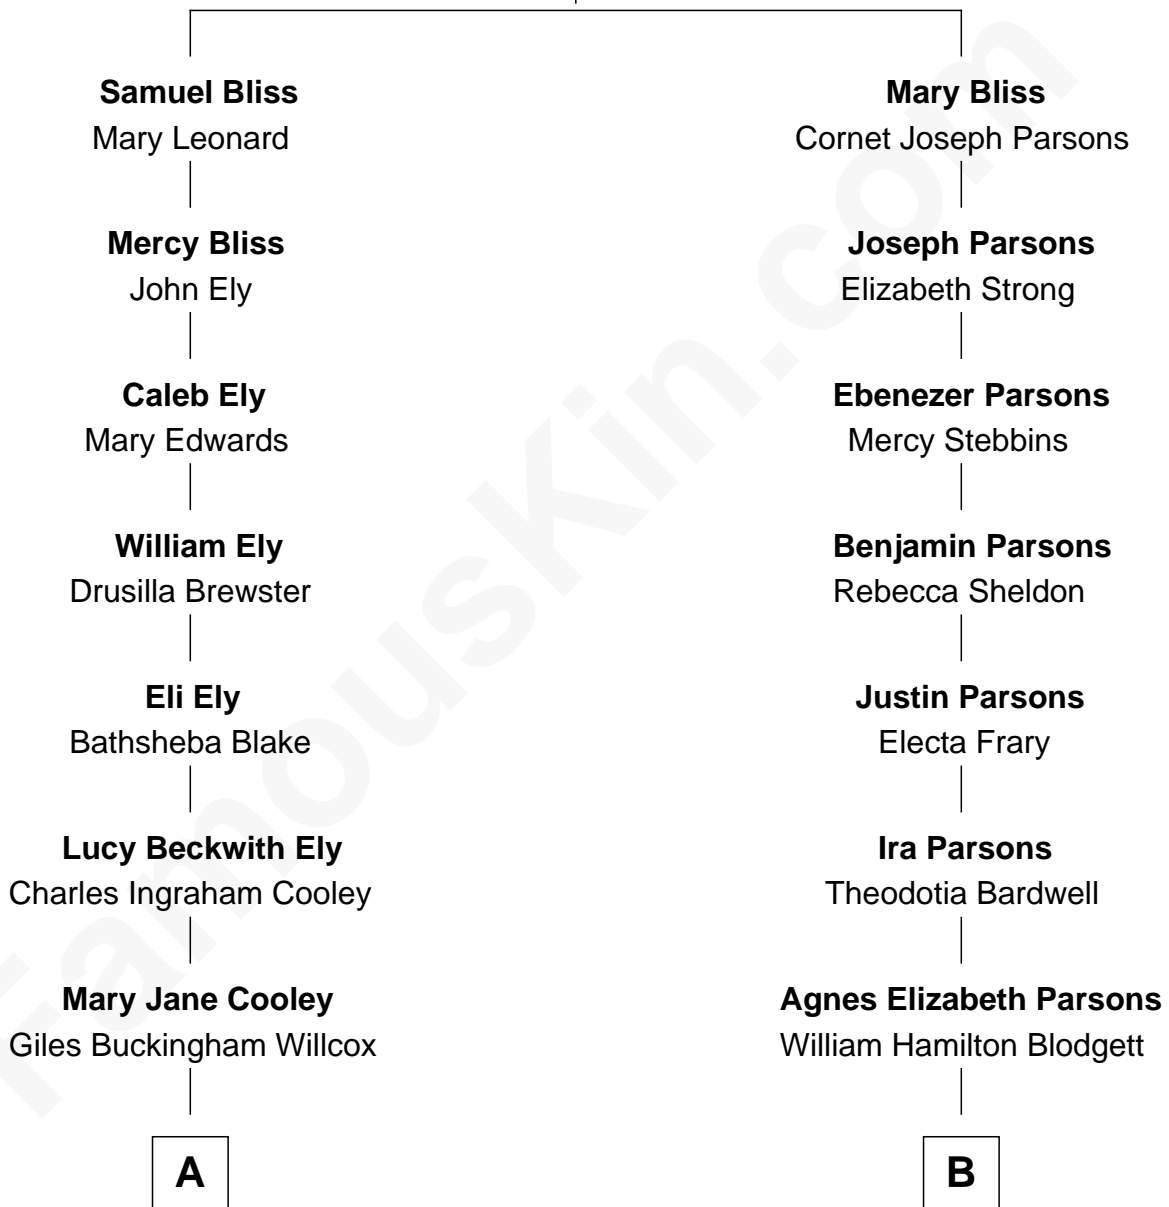 Samuel Bliss
Mary Leonard
Mary Bliss
Cornet Joseph Parsons
Mercy Bliss
John Ely
Joseph Parsons
Elizabeth Strong
Caleb Ely
Mary Edwards
Ebenezer Parsons
Mercy Stebbins
William Ely
Drusilla Brewster
Benjamin Parsons
Rebecca Sheldon
Eli Ely
Bathsheba Blake
Justin Parsons
Electa Frary
Lucy Beckwith Ely
Charles Ingraham Cooley
Ira Parsons
Theodotia Bardwell
Mary Jane Cooley
Giles Buckingham Willcox
Agnes Elizabeth Parsons
William Hamilton Blodgett
A
B
FamousKin.com